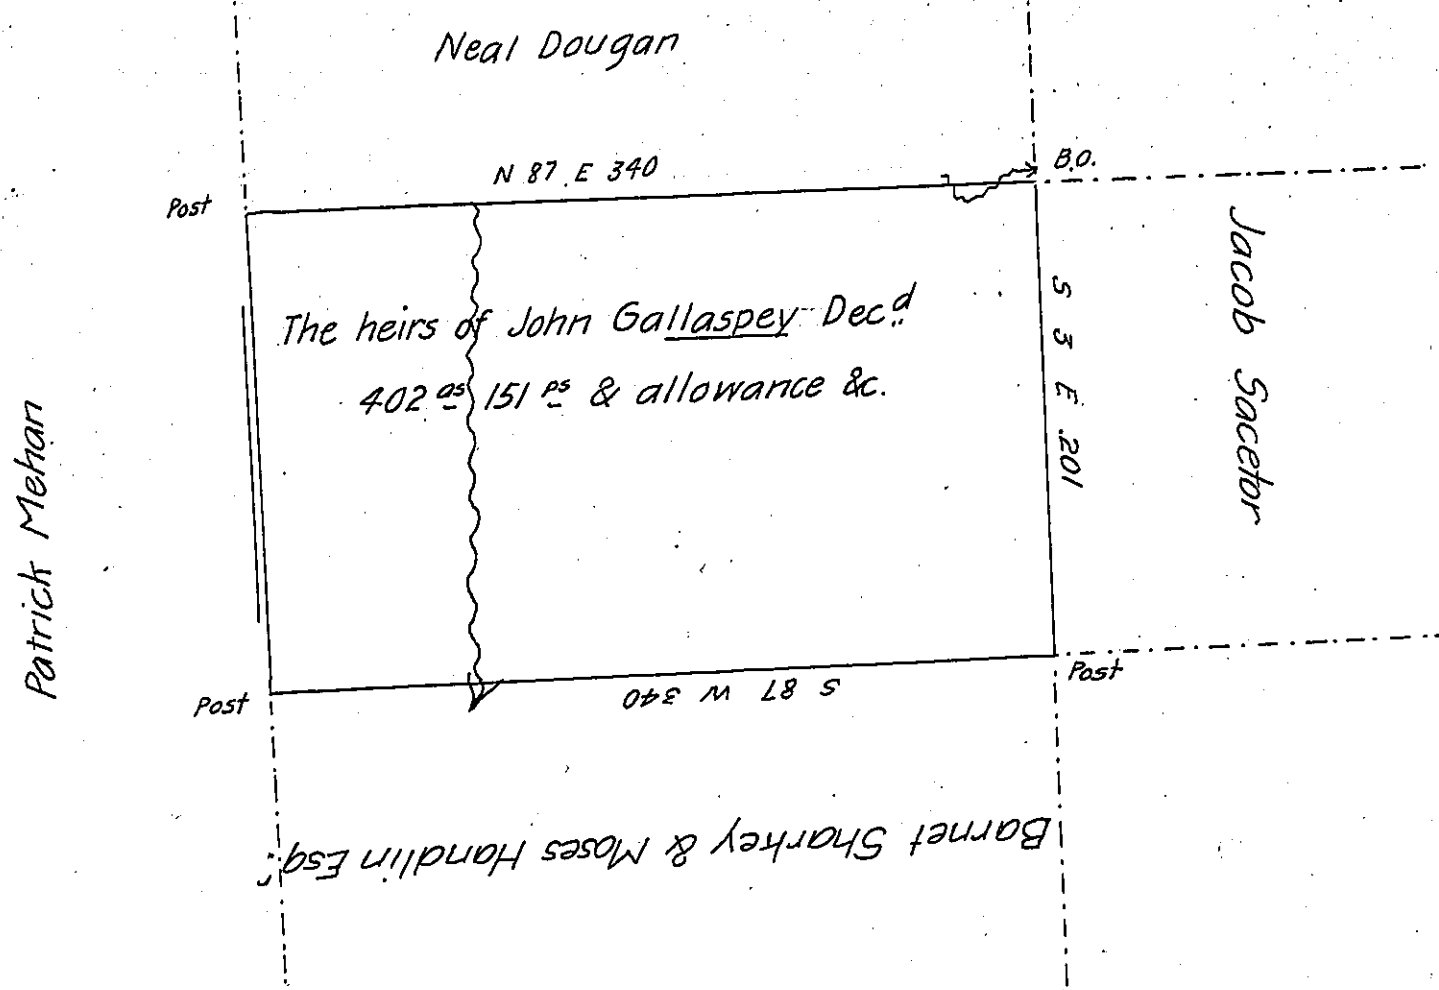 Neal Dougan
N 87 E 340
B.O.
Post
Jacob Sacetor
S 3 E 201
The heirs of John Gallaspey Decd
402 as 151 ps & allowance &c.
Patrick Mehan
Post
S 87 W 340
Post
Barnet Sharkey & Moses Handlin Esqr